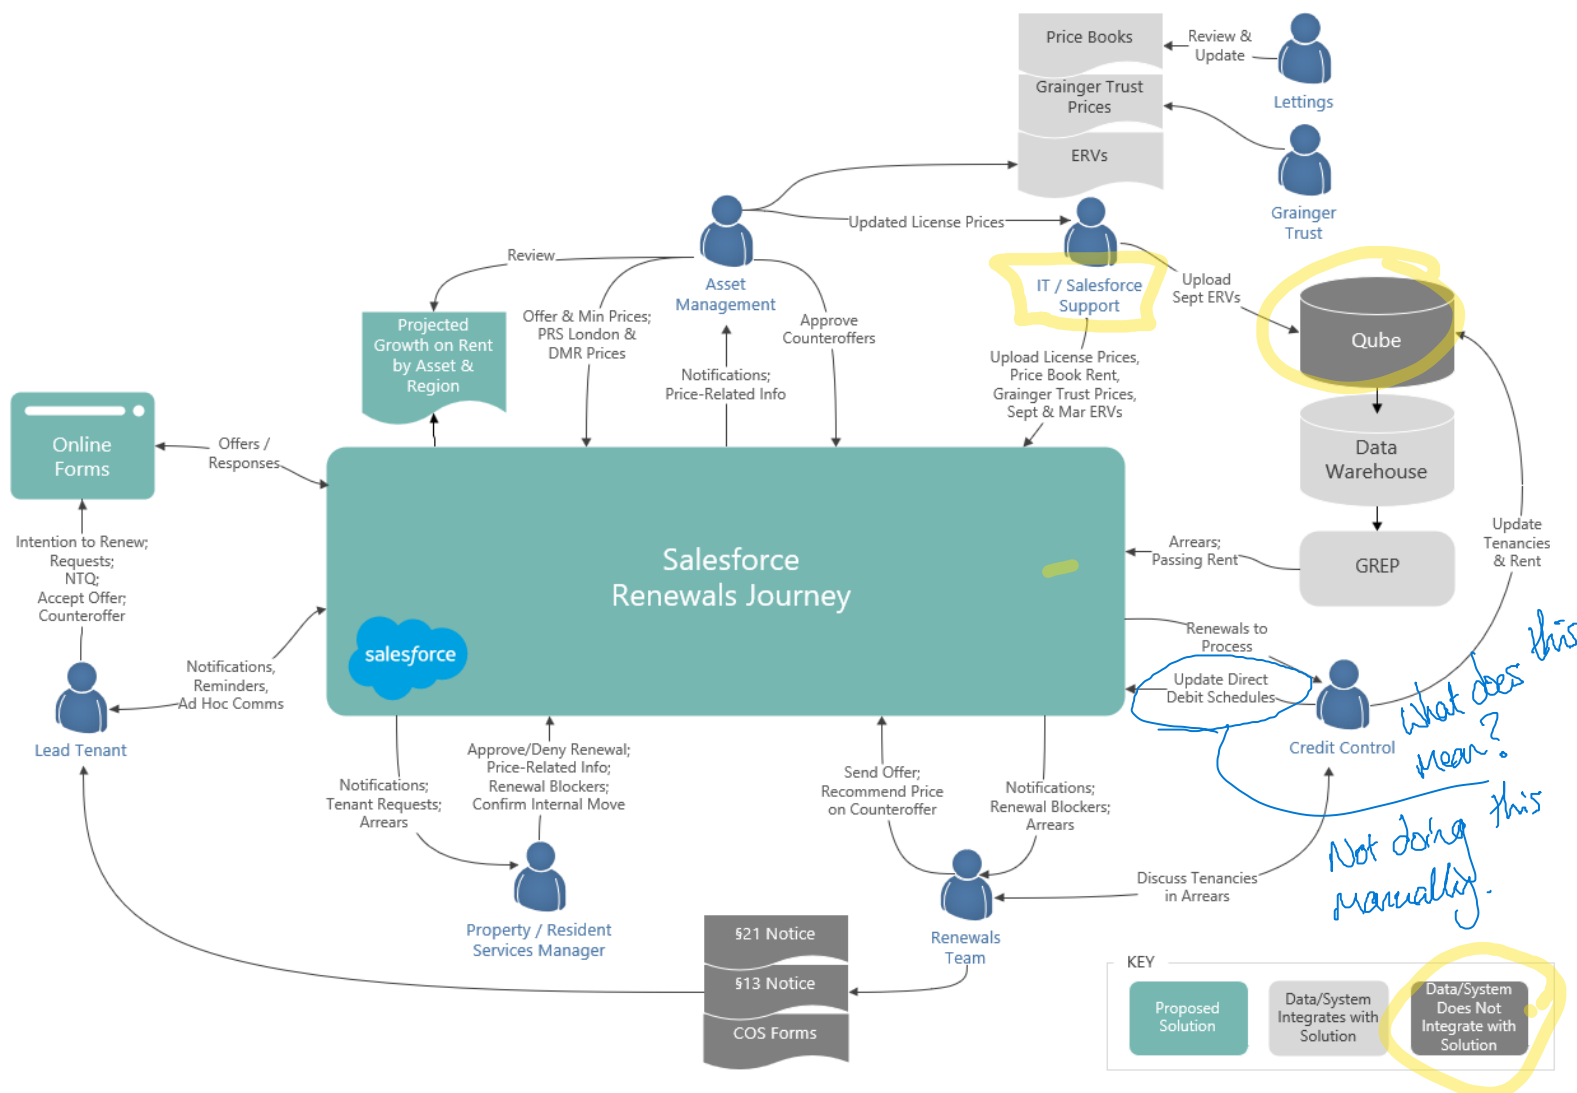 Price Books
Grainger Trust
Prices
ERVs
Review &
Update
Lettings
Grainger
Trust
Updated License Prices
Review
Asset
Management
IT / Salesforce
Support
Upload
Sept ERVs
Qube
Projected
Growth on Rent
by Asset &
Region
Offer & Min Prices;
PRS London &
DMR Prices
Approve
Counteroffers
Notifications;
Price-Related Info
Upload License Prices,
Price Book Rent,
Grainger Trust Prices,
Sept & Mar ERVs
Online
Forms
Offers /
Responses
Data
Warehouse
Intention to Renew;
Requests;
NTQ;
Accept Offer;
Counteroffer
Salesforce
Renewals Journey
salesforce
Arrears;
Passing Rent
GREP
Update
Tenancies
& Rent
Notifications,
Reminders,
Ad Hoc Comms
Lead Tenant
Renewals to
Process
Update Direct
Debit Schedules
Credit Control
what does this
mean?
Not doing this
manually.
Notifications;
Tenant Requests;
Arrears
Approve/Deny Renewal;
Price-Related Info;
Renewal Blockers;
Confirm Internal Move
Send Offer;
Recommend Price
on Counteroffer
Notifications;
Renewal Blockers;
Arrears
Discuss Tenancies
in Arrears
Property / Resident
Services Manager
Renewals
Team
§21 Notice
§13 Notice
COS Forms
KEY
Proposed
Solution
Data/System
Integrates with
Solution
Data/System
Does Not
Integrate with
Solution